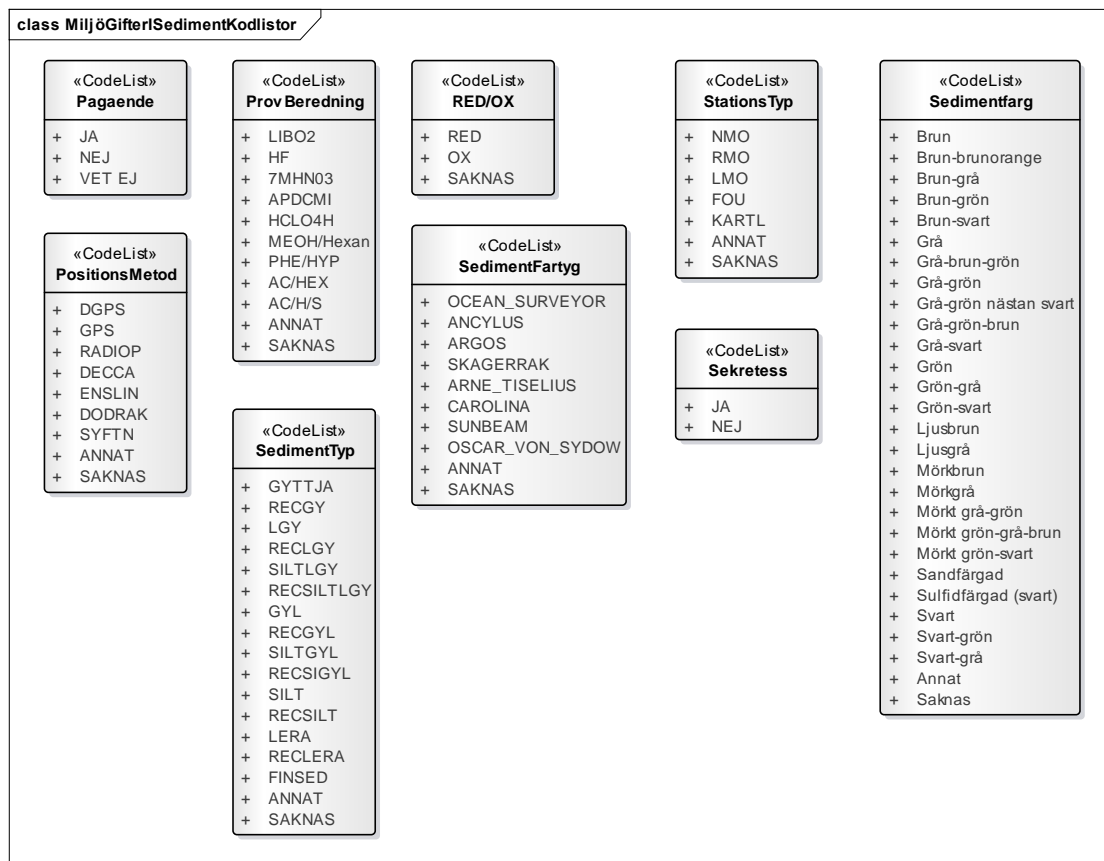 class MiljöGifterISedimentKodlistor
«CodeList»
Pagaende
+ JA
+ NEJ
+ VET EJ
«CodeList»
PositionsMetod
+ DGPS
+ GPS
+ RADIOP
+ DECCA
+ ENSLIN
+ DODRAK
+ SYFTN
+ ANNAT
+ SAKNAS
«CodeList»
ProvBeredning
+ LIBO2
+ HF
+ 7MHN03
+ APDCMI
+ HCLO4H
+ MEOH/Hexan
+ PHE/HYP
+ AC/HEX
+ AC/H/S
+ ANNAT
+ SAKNAS
«CodeList»
SedimentTyp
+ GYTTJA
+ RECGY
+ LGY
+ RECLGY
+ SILTLGY
+ RECSILTLGY
+ GYL
+ RECGYL
+ SILTGYL
+ RECSIGYL
+ SILT
+ RECSILT
+ LERA
+ RECLERA
+ FINSED
+ ANNAT
+ SAKNAS
«CodeList»
RED/OX
+ RED
+ OX
+ SAKNAS
«CodeList»
SedimentFartyg
+ OCEAN_SURVEYOR
+ ANCYLUS
+ ARGOS
+ SKAGERRAK
+ ARNE_TISELIUS
+ CAROLINA
+ SUNBEAM
+ OSCAR_VON_SYDOW
+ ANNAT
+ SAKNAS
«CodeList»
StationsTyp
+ NMO
+ RMO
+ LMO
+ FOU
+ KARTL
+ ANNAT
+ SAKNAS
«CodeList»
Sekretess
+ JA
+ NEJ
«CodeList»
Sedimentfarg
+ Brun
+ Brun-brunorange
+ Brun-grå
+ Brun-grön
+ Brun-svart
+ Grå
+ Grå-brun-grön
+ Grå-grön
+ Grå-grön nästan svart
+ Grå-grön-brun
+ Grå-svart
+ Grön
+ Grön-grå
+ Grön-svart
+ Ljusbrun
+ Ljusgrå
+ Mörkbrun
+ Mörkgrå
+ Mörkt grå-grön
+ Mörkt grön-grå-brun
+ Mörkt grön-svart
+ Sandfärgad
+ Sulfidfärgad (svart)
+ Svart
+ Svart-grön
+ Svart-grå
+ Annat
+ Saknas